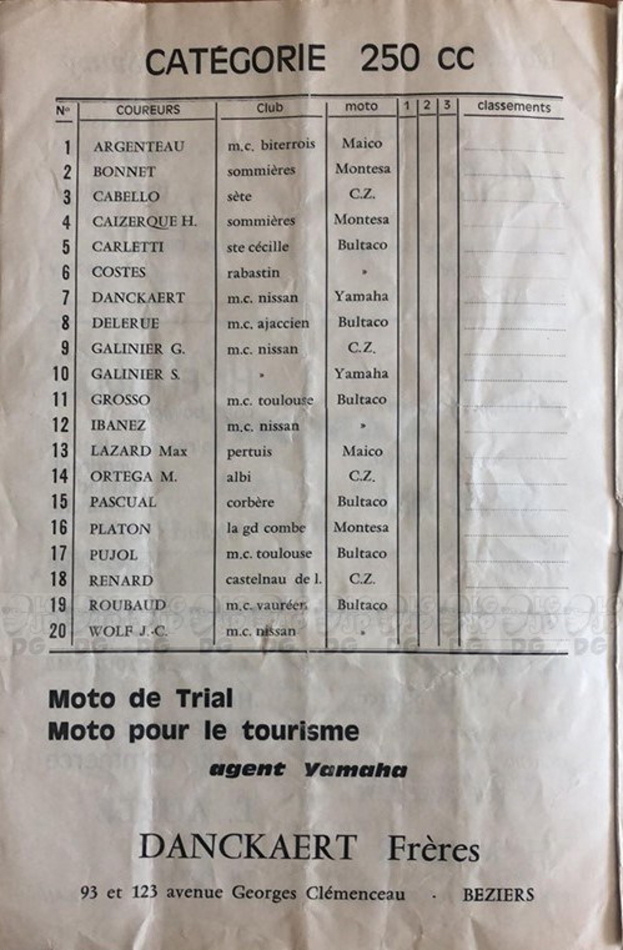 CATÉGORIE 250 CC
N° COUREURS Club moto 1 2 3 classements
1 ARGENTEAU m.c. biterrois Maico
2 BONNET sommières Montesa
3 CABELLO sète C.Z.
4 CAIZERQUE H. sommières Montesa
5 CARLETTI ste cécille Bultaco
6 COSTES rabastin »
7 DANCKAERT m.c. nissan Yamaha
8 DELERUE m.c. ajaccien Bultaco
9 GALINIER G. m.c. nissan C.Z.
10 GALINIER S. » Yamaha
11 GROSSO m.c. toulouse Bultaco
12 IBANEZ m.c. nissan »
13 LAZARD Max pertuis Maico
14 ORTEGA M. albi C.Z.
15 PASCUAL corbère Bultaco
16 PLATON la gd combe Montesa
17 PUJOL m.c. toulouse Bultaco
18 RENARD castelnau de l. C.Z.
19 ROUBAUD m.c. vauréen Bultaco
20 WOLF J.-C. m.c. nissan »
Moto de Trial
Moto pour le tourisme
agent Yamaha
DANCKAERT Frères
93 et 123 avenue Georges Clémenceau · BEZIERS